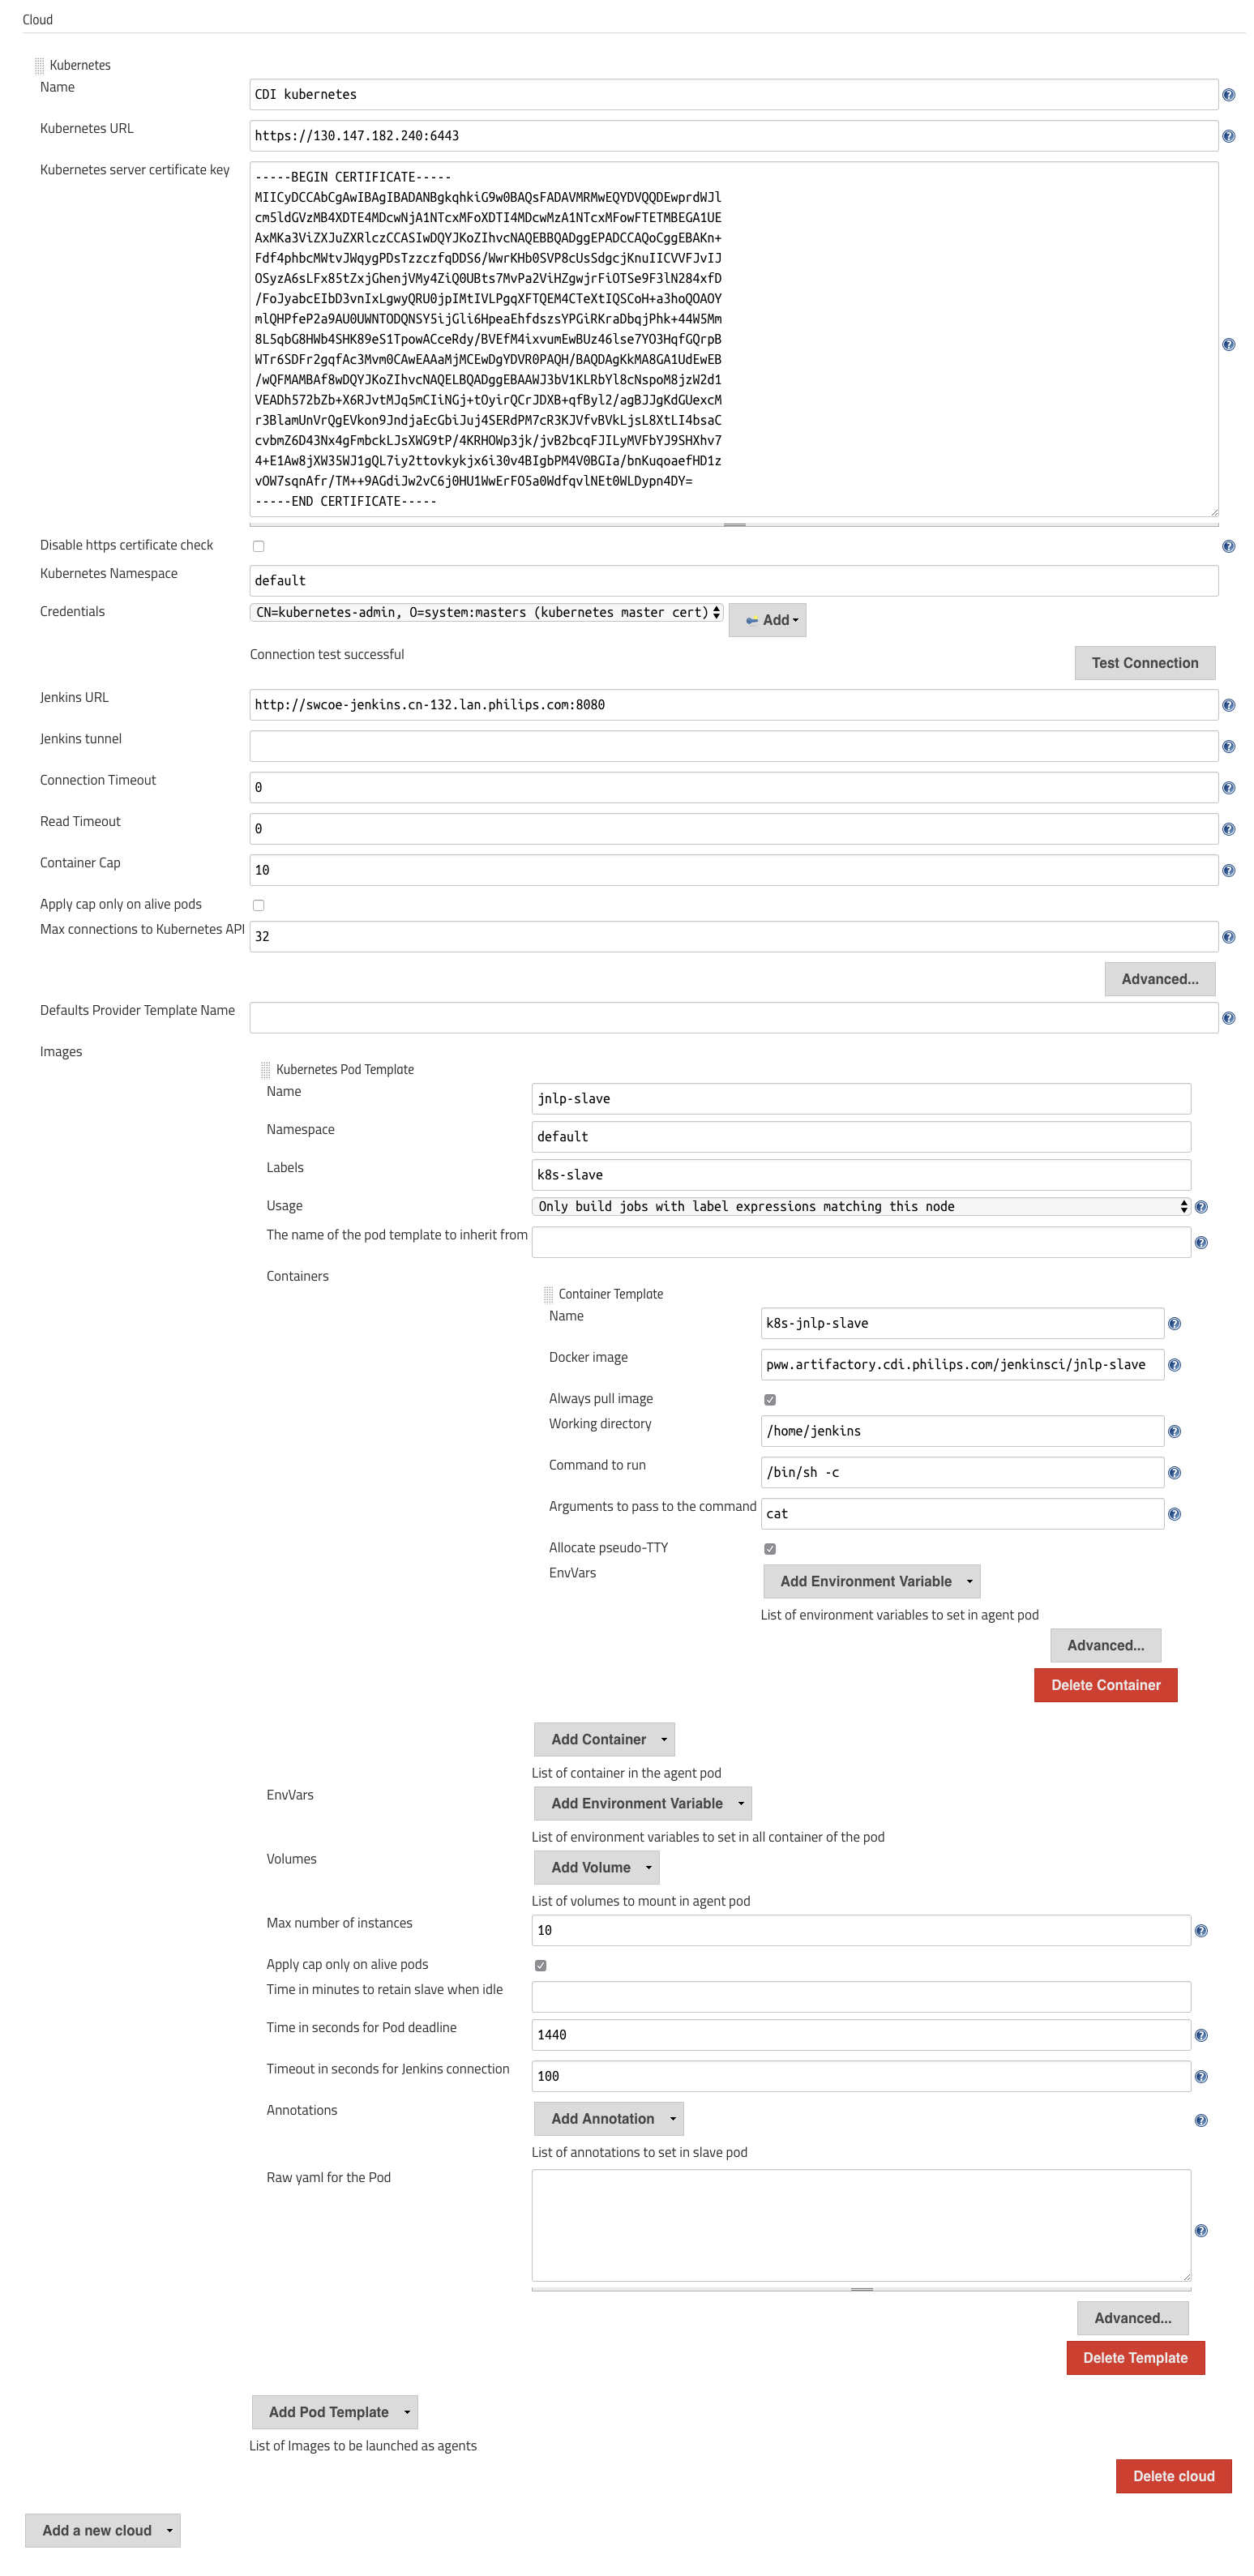 Cloud
Kubernetes
Name
CDI kubernetes
Kubernetes URL
https://130.147.182.240:6443
Kubernetes server certificate key
-----BEGIN CERTIFICATE-----
MIICyDCCAbCgAwIBAgIBADANBgkqhkiG9w0BAQsFADAVMRMwEQYDVQQDEwprdWJl
cm5ldGVzMB4XDTE4MDcwNjA1NTcxMFoXDTI4MDcwMzA1NTcxMFowFTETMBEGA1UE
AxMKa3ViZXJuZXRlczCCASIwDQYJKoZIhvcNAQEBBQADggEPADCCAQoCggEBAKn+
Fdf4phbcMWtvJWqygPDsTzzczfqDDS6/WwrKHb0SVP8cUsSdgcjKnuIICVVFJvIJ
OSyzA6sLFx85tZxjGhenjVMy4ZiQ0UBts7MvPa2ViHZgwjrFiOTSe9F3lN284xfD
/FoJyabcEIbD3vnIxLgwyQRU0jpIMtIVLPgqXFTQEM4CTeXtIQSCoH+a3hoQOAOY
mlQHPfeP2a9AU0UWNTODQNSY5ijGli6HpeaEhfdszsYPGiRKraDbqjPhk+44W5Mm
8L5qbG8HWb4SHK89eS1TpowACceRdy/BVEfM4ixvumEwBUz46lse7YO3HqfGQrpB
WTr6SDFr2gqfAc3Mvm0CAwEAAaMjMCEwDgYDVR0PAQH/BAQDAgKkMA8GA1UdEwEB
/wQFMAMBAf8wDQYJKoZIhvcNAQELBQADggEBAAWJ3bV1KLRbYl8cNspoM8jzW2d1
VEADh572bZb+X6RJvtMJq5mCIiNGj+tOyirQCrJDXB+qfByl2/agBJJgKdGUexcM
r3BlamUnVrQgEVkon9JndjaEcGbiJuj4SERdPM7cR3KJVfvBVkLjsL8XtLI4bsaC
cvbmZ6D43Nx4gFmbckLJsXWG9tP/4KRHOWp3jk/jvB2bcqFJILyMVFbYJ9SHXhv7
4+E1Aw8jXW35WJ1gQL7iy2ttovkykjx6i30v4BIgbPM4V0BGIa/bnKuqoaefHD1z
vOW7sqnAfr/TM++9AGdiJw2vC6j0HU1WwErFO5a0WdfqvlNEt0WLDypn4DY=
-----END CERTIFICATE-----
Disable https certificate check
Kubernetes Namespace
default
Credentials
CN=kubernetes-admin, O=system:masters (kubernetes master cert)
Add
Connection test successful
Test Connection
Jenkins URL
http://swcoe-jenkins.cn-132.lan.philips.com:8080
Jenkins tunnel
Connection Timeout
0
Read Timeout
0
Container Cap
10
Apply cap only on alive pods
Max connections to Kubernetes API
32
Advanced...
Defaults Provider Template Name
Images
Kubernetes Pod Template
Name
jnlp-slave
Namespace
default
Labels
k8s-slave
Usage
Only build jobs with label expressions matching this node
The name of the pod template to inherit from
Containers
Container Template
Name
k8s-jnlp-slave
Docker image
pww.artifactory.cdi.philips.com/jenkinsci/jnlp-slave
Always pull image
Working directory
/home/jenkins
Command to run
/bin/sh -c
Arguments to pass to the command
cat
Allocate pseudo-TTY
EnvVars
Add Environment Variable
List of environment variables to set in agent pod
Advanced...
Delete Container
Add Container
List of container in the agent pod
EnvVars
Add Environment Variable
List of environment variables to set in all container of the pod
Volumes
Add Volume
List of volumes to mount in agent pod
Max number of instances
10
Apply cap only on alive pods
Time in minutes to retain slave when idle
Time in seconds for Pod deadline
1440
Timeout in seconds for Jenkins connection
100
Annotations
Add Annotation
List of annotations to set in slave pod
Raw yaml for the Pod
Advanced...
Delete Template
Add Pod Template
List of Images to be launched as agents
Delete cloud
Add a new cloud